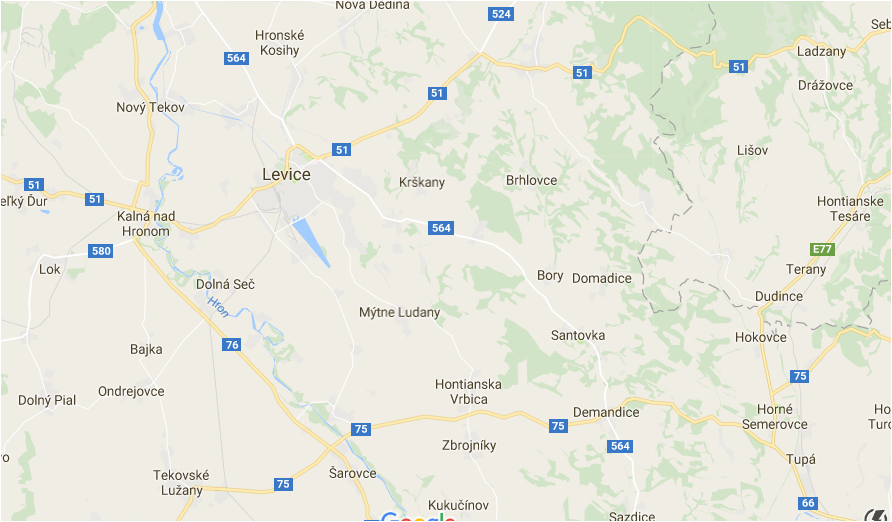 Nová Dedina
524
Seb
Hronské
Kosihy
564
Ladzany
51
51
Drážovce
51
Nový Tekov
51
Lišov
Levice
Krškany
Brhlovce
51
eľký Ďur
51
Hontianske
Tesáre
Kalná nad
Hronom
564
E77
580
Lok
Bory
Domadice
Terany
Dolná Seč
Dudince
Hron
Mýtne Ludany
Santovka
Hokovce
76
Bajka
75
Hontianska
Vrbica
Ondrejovce
Dolný Pial
Demandice
Horné
Semerovce
Ho
Turo
75
75
564
Zbrojníky
Tupá
ro
Tekovské
Lužany
Šarovce
75
66
Kukučínov
Sazdice
Google